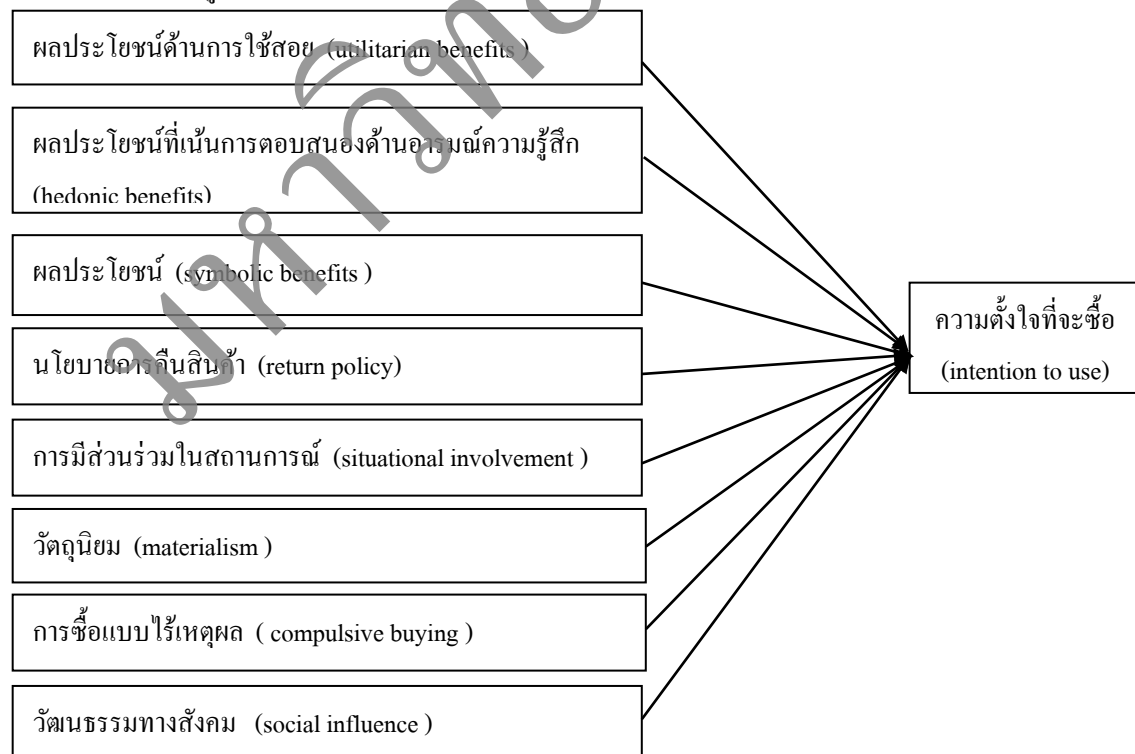 ผลประโยชน์ด้านการใช้สอย (utilitarian benefits )
ผลประโยชน์ที่เน้นการตอบสนองด้านอารมณ์ความรู้สึก
(hedonic benefits)
ผลประโยชน์ (symbolic benefits )
นโยบายการคืนสินค้า (return policy)
การมีส่วนร่วมในสถานการณ์ (situational involvement )
วัตถุนิยม (materialism )
การซื้อแบบไร้เหตุผล ( compulsive buying )
วัฒนธรรมทางสังคม (social influence )
ความตั้งใจที่จะซื้อ
(intention to use)